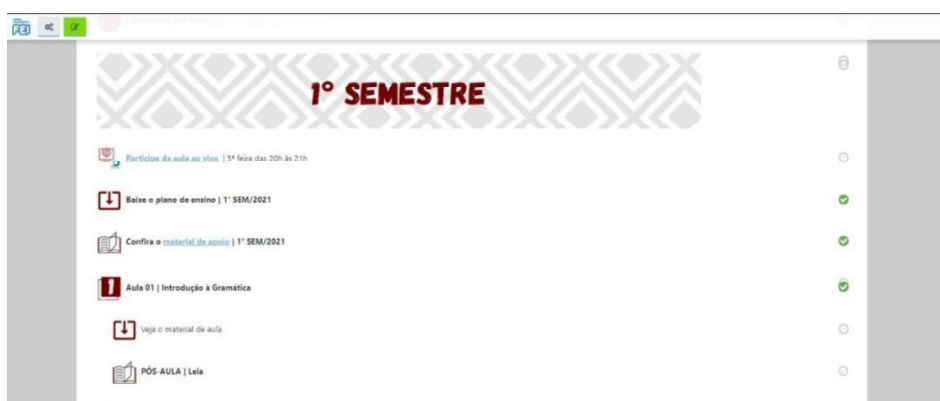 FEI
1º SEMESTRE
Participe da aula ao vivo | 5ª feira das 20h às 21h
Baixe o plano de ensino | 1° SEM/2021
Confira o material de apoio | 1° SEM/2021
1 Aula 01 | Introdução à Gramática
Veja o material de aula
PÓS-AULA | Leia